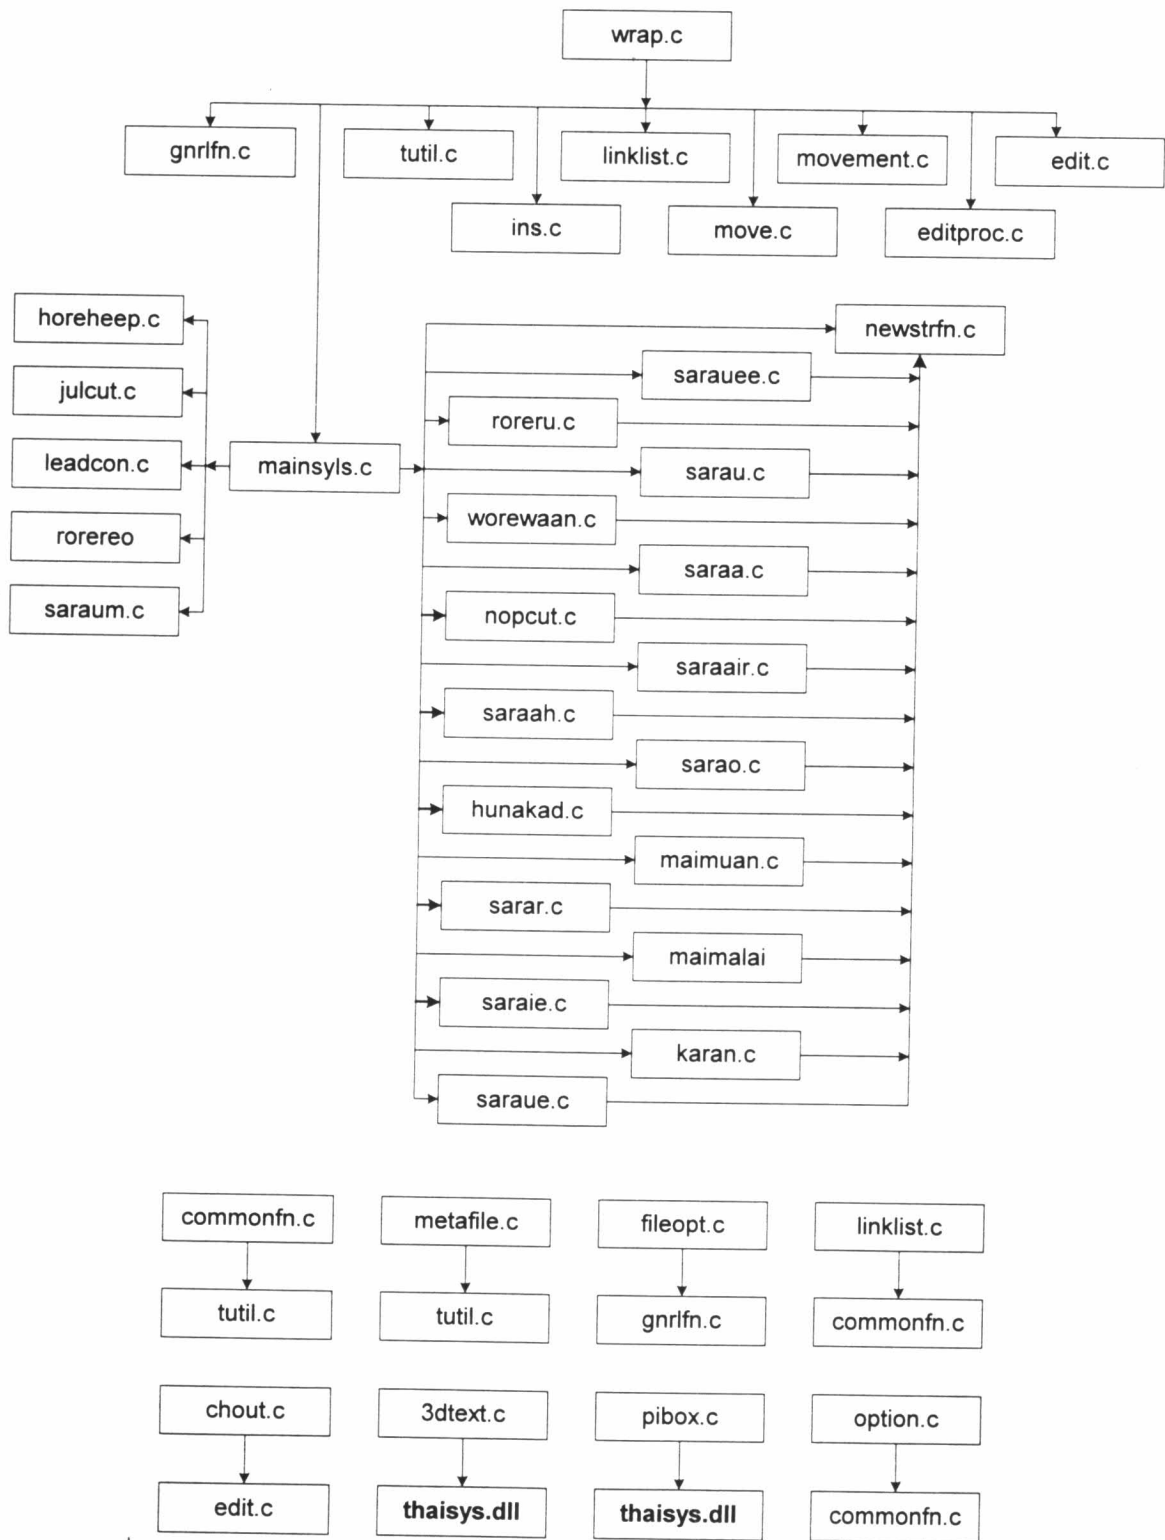 wrap.c
gnrlfn.c
tutil.c
linklist.c
movement.c
edit.c
ins.c
move.c
editproc.c
horeheep.c
julcut.c
leadcon.c
rorereo
saraum.c
mainsyls.c
newstrfn.c
sarauee.c
roreru.c
sarau.c
worewaan.c
saraa.c
nopcut.c
saraair.c
saraah.c
sarao.c
hunakad.c
maimuan.c
sarar.c
maimalai
saraie.c
karan.c
saraue.c
commonfn.c
metafile.c
fileopt.c
linklist.c
tutil.c
tutil.c
gnrlfn.c
commonfn.c
chout.c
3dtext.c
pibox.c
option.c
edit.c
thaisys.dll
thaisys.dll
commonfn.c